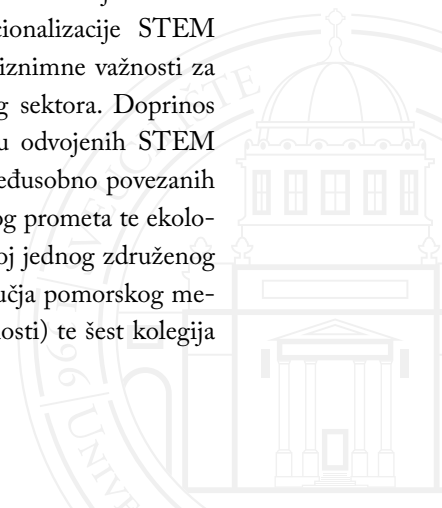 cionalizacije STEM
iznimne važnosti za
g sektora. Doprinos
u odvojenih STEM
eđusobno povezanih
og prometa te ekolo-
oj jednog združenog
učja pomorskog me-
osti) te šest kolegija